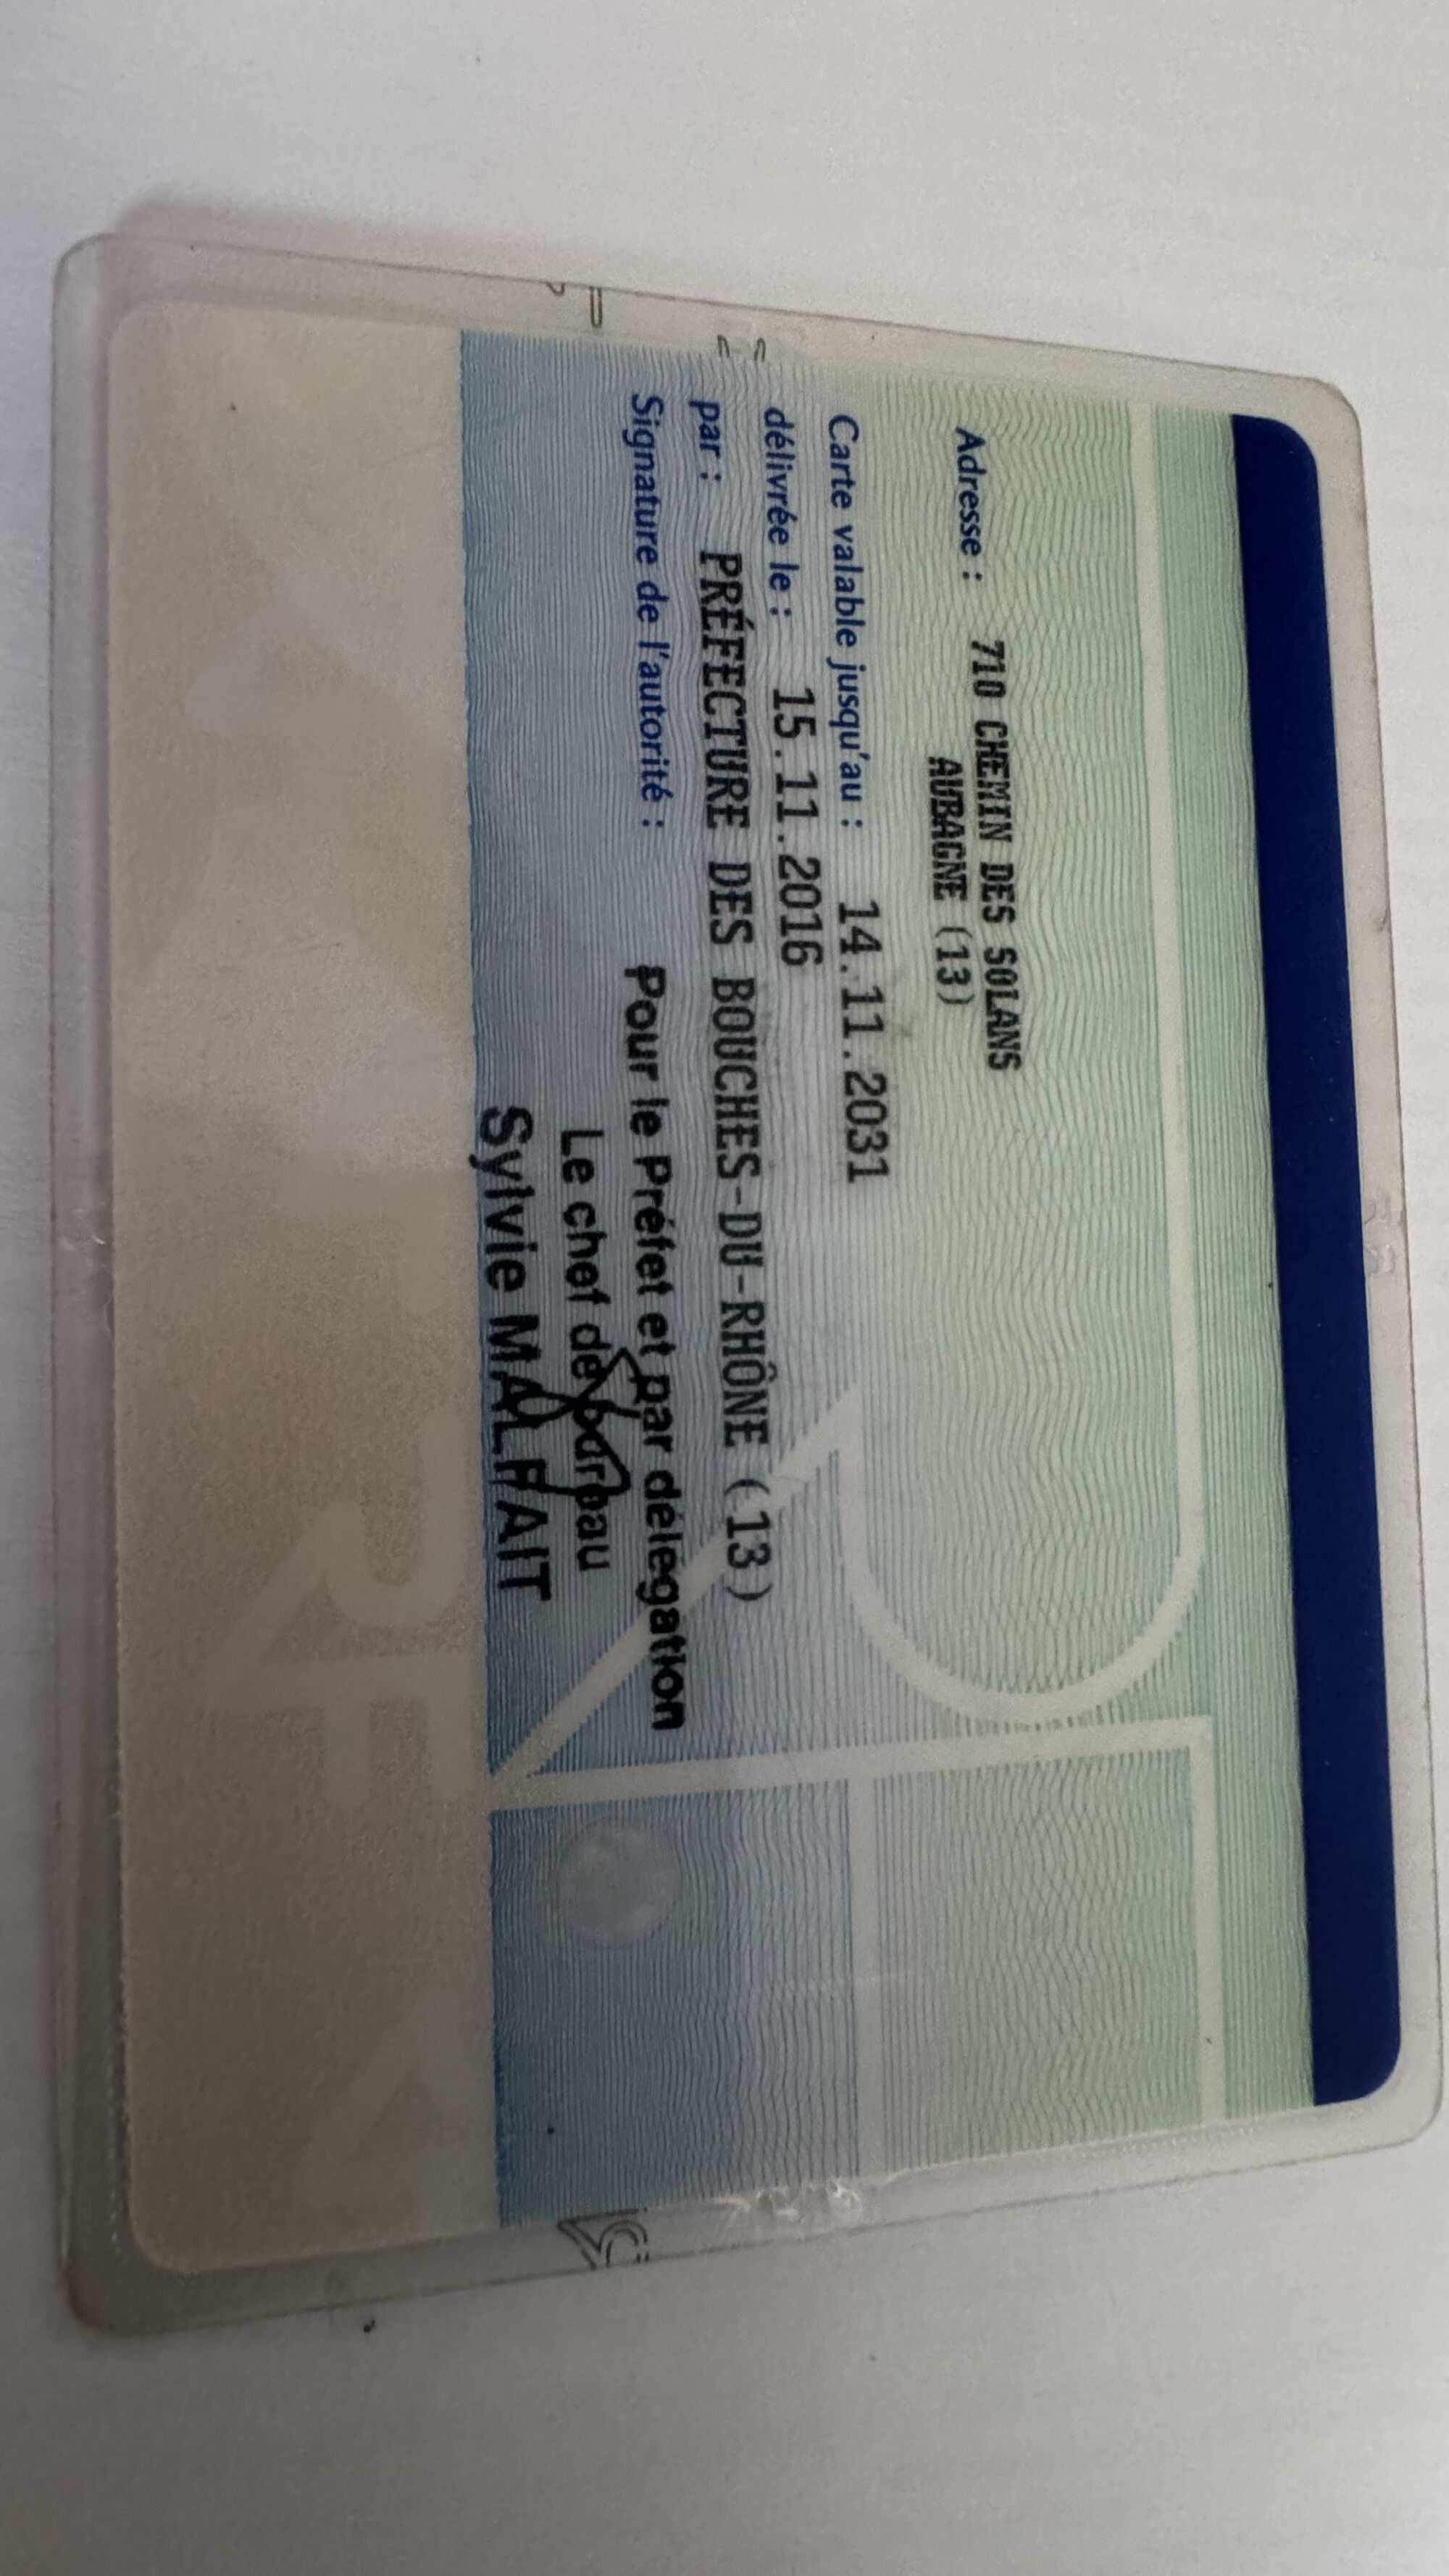 Adresse : 710 CHEMIN DES SOLANS
AUBAGNE (13)
Carte valable jusqu'au : 14.11.2031
délivrée le : 15.11.2016
par : PRÉFECTURE DES BOUCHES-DU-RHÔNE (13)
Signature de l'autorité :
Pour le Préfet et par délégation
Le chef de bureau
Sylvie MALFAIT
RF